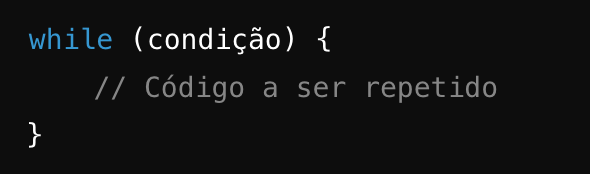 while (condição) {
// Código a ser repetido
}